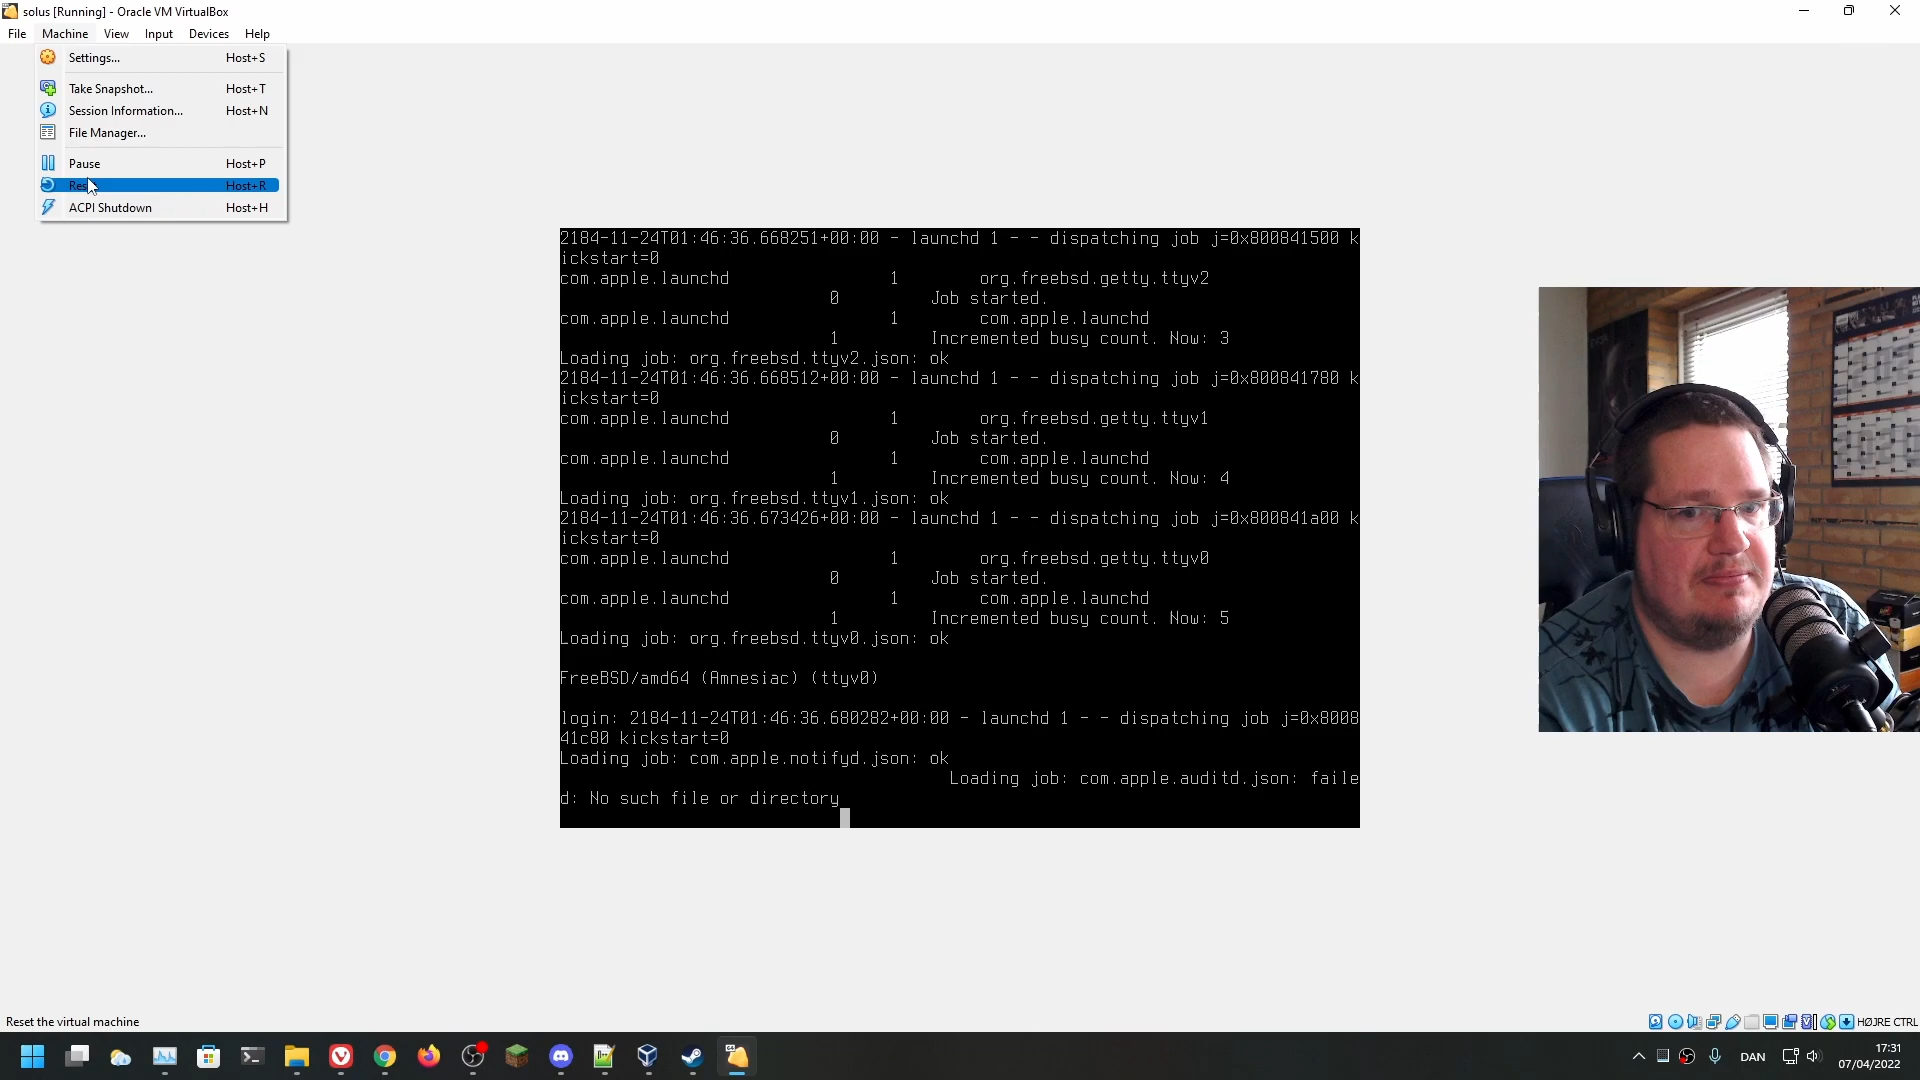 solus [Running] - Oracle VM VirtualBox
File Machine View Input Devices Help
Settings... Host+S
Take Snapshot... Host+T
Session Information... Host+N
File Manager... 
Pause Host+P
Host+R
ACPI Shutdown Host+H
2184-11-24T01:46:36.668251+00:00 - launchd 1 - - dispatching job j=0x800841500 k
ickstart=0
com.apple.launchd 1 org.freebsd.getty.ttyv2
0 Job started.
com.apple.launchd 1 com.apple.launchd
1 Incremented busy count. Now: 3
Loading job: org.freebsd.ttyv2.json: ok
2184-11-24T01:46:36.668512+00:00 - launchd 1 - - dispatching job j=0x800841780 k
ickstart=0
com.apple.launchd 1 org.freebsd.getty.ttyv1
0 Job started.
com.apple.launchd 1 com.apple.launchd
1 Incremented busy count. Now: 4
Loading job: org.freebsd.ttyv1.json: ok
2184-11-24T01:46:36.673426+00:00 - launchd 1 - - dispatching job j=0x800841a00 k
ickstart=0
com.apple.launchd 1 org.freebsd.getty.ttyv0
0 Job started.
com.apple.launchd 1 com.apple.launchd
1 Incremented busy count. Now: 5
Loading job: org.freebsd.ttyv0.json: ok
FreeBSD/amd64 (Amnesiac) (ttyv0)
login: 2184-11-24T01:46:36.680282+00:00 - launchd 1 - - dispatching job j=0x8008
41c80 kickstart=0
Loading job: com.apple.notifyd.json: ok
Loading job: com.apple.auditd.json: faile
d: No such file or directory
Reset the virtual machine
HØJRE CTRL
DAN
17:31
07/04/2022